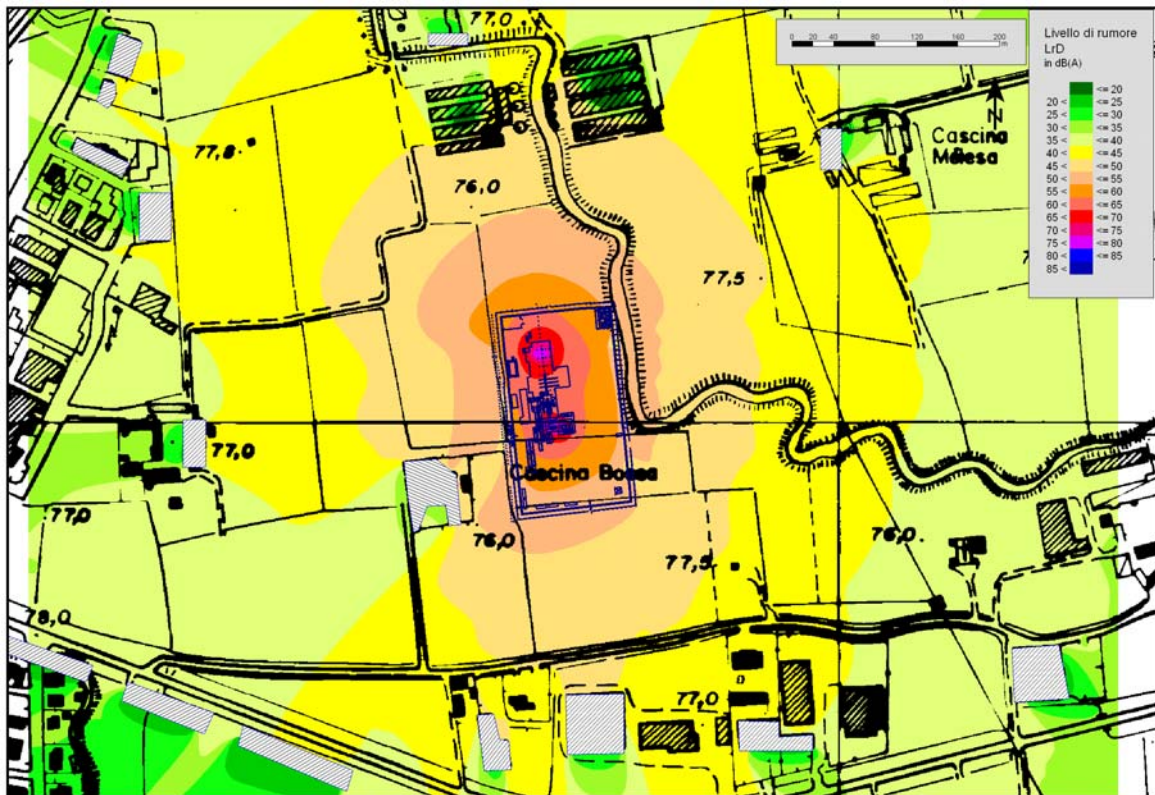 77,0
0 20 40 80 120 160 200
m
Livello di rumore
LrD
in dB(A)
<= 20
20 < <= 25
25 < <= 30
30 < <= 35
35 < <= 40
40 < <= 45
45 < <= 50
50 < <= 55
55 < <= 60
60 < <= 65
65 < <= 70
70 < <= 75
75 < <= 80
80 < <= 85
85 <
N
Cascina
77,8
76,0
77,5
77,0
Cascina
77,0
76,0
77,5
76,0
78,0
77,0